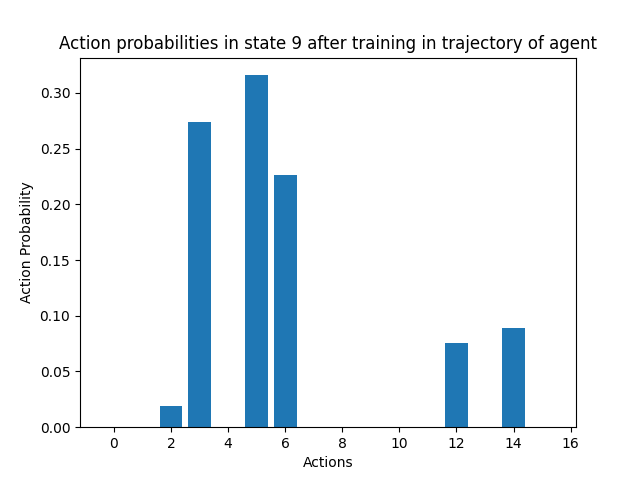 Action probabilities in state 9 after training in trajectory of agent
0.30
0.25
0.20
0.15
0.10
0.05
0.00
Action Probability
0 2 4 6 8 10 12 14 16
Actions